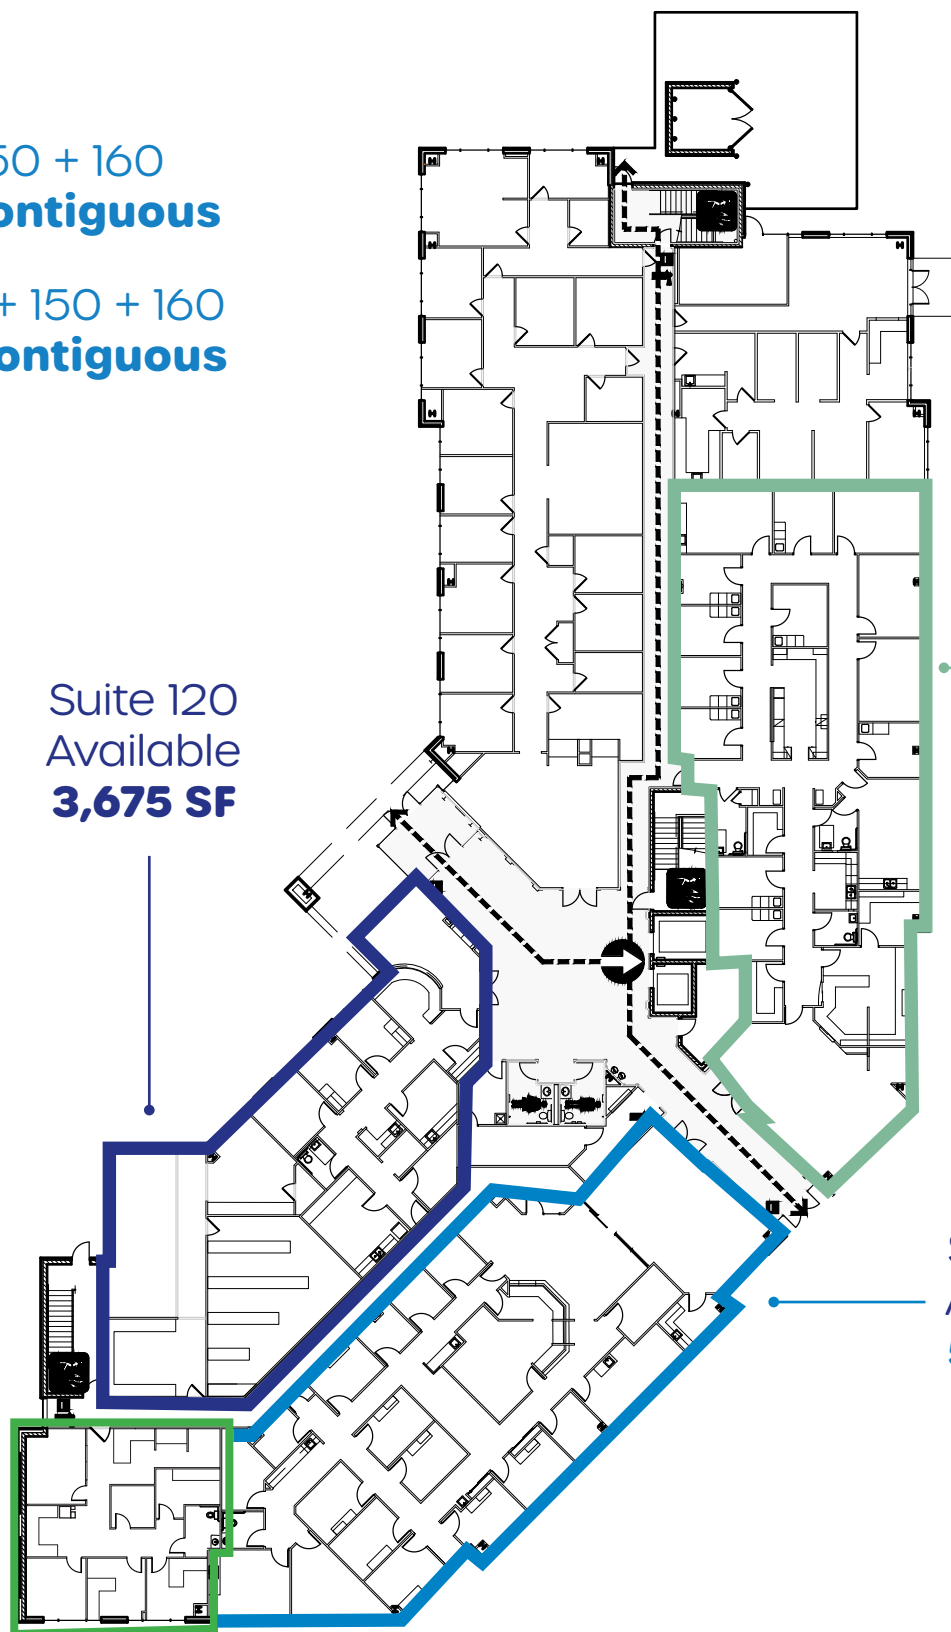 50 + 160
ontiguous
+ 150 + 160
ontiguous
Suite 120
Available
3,675 SF